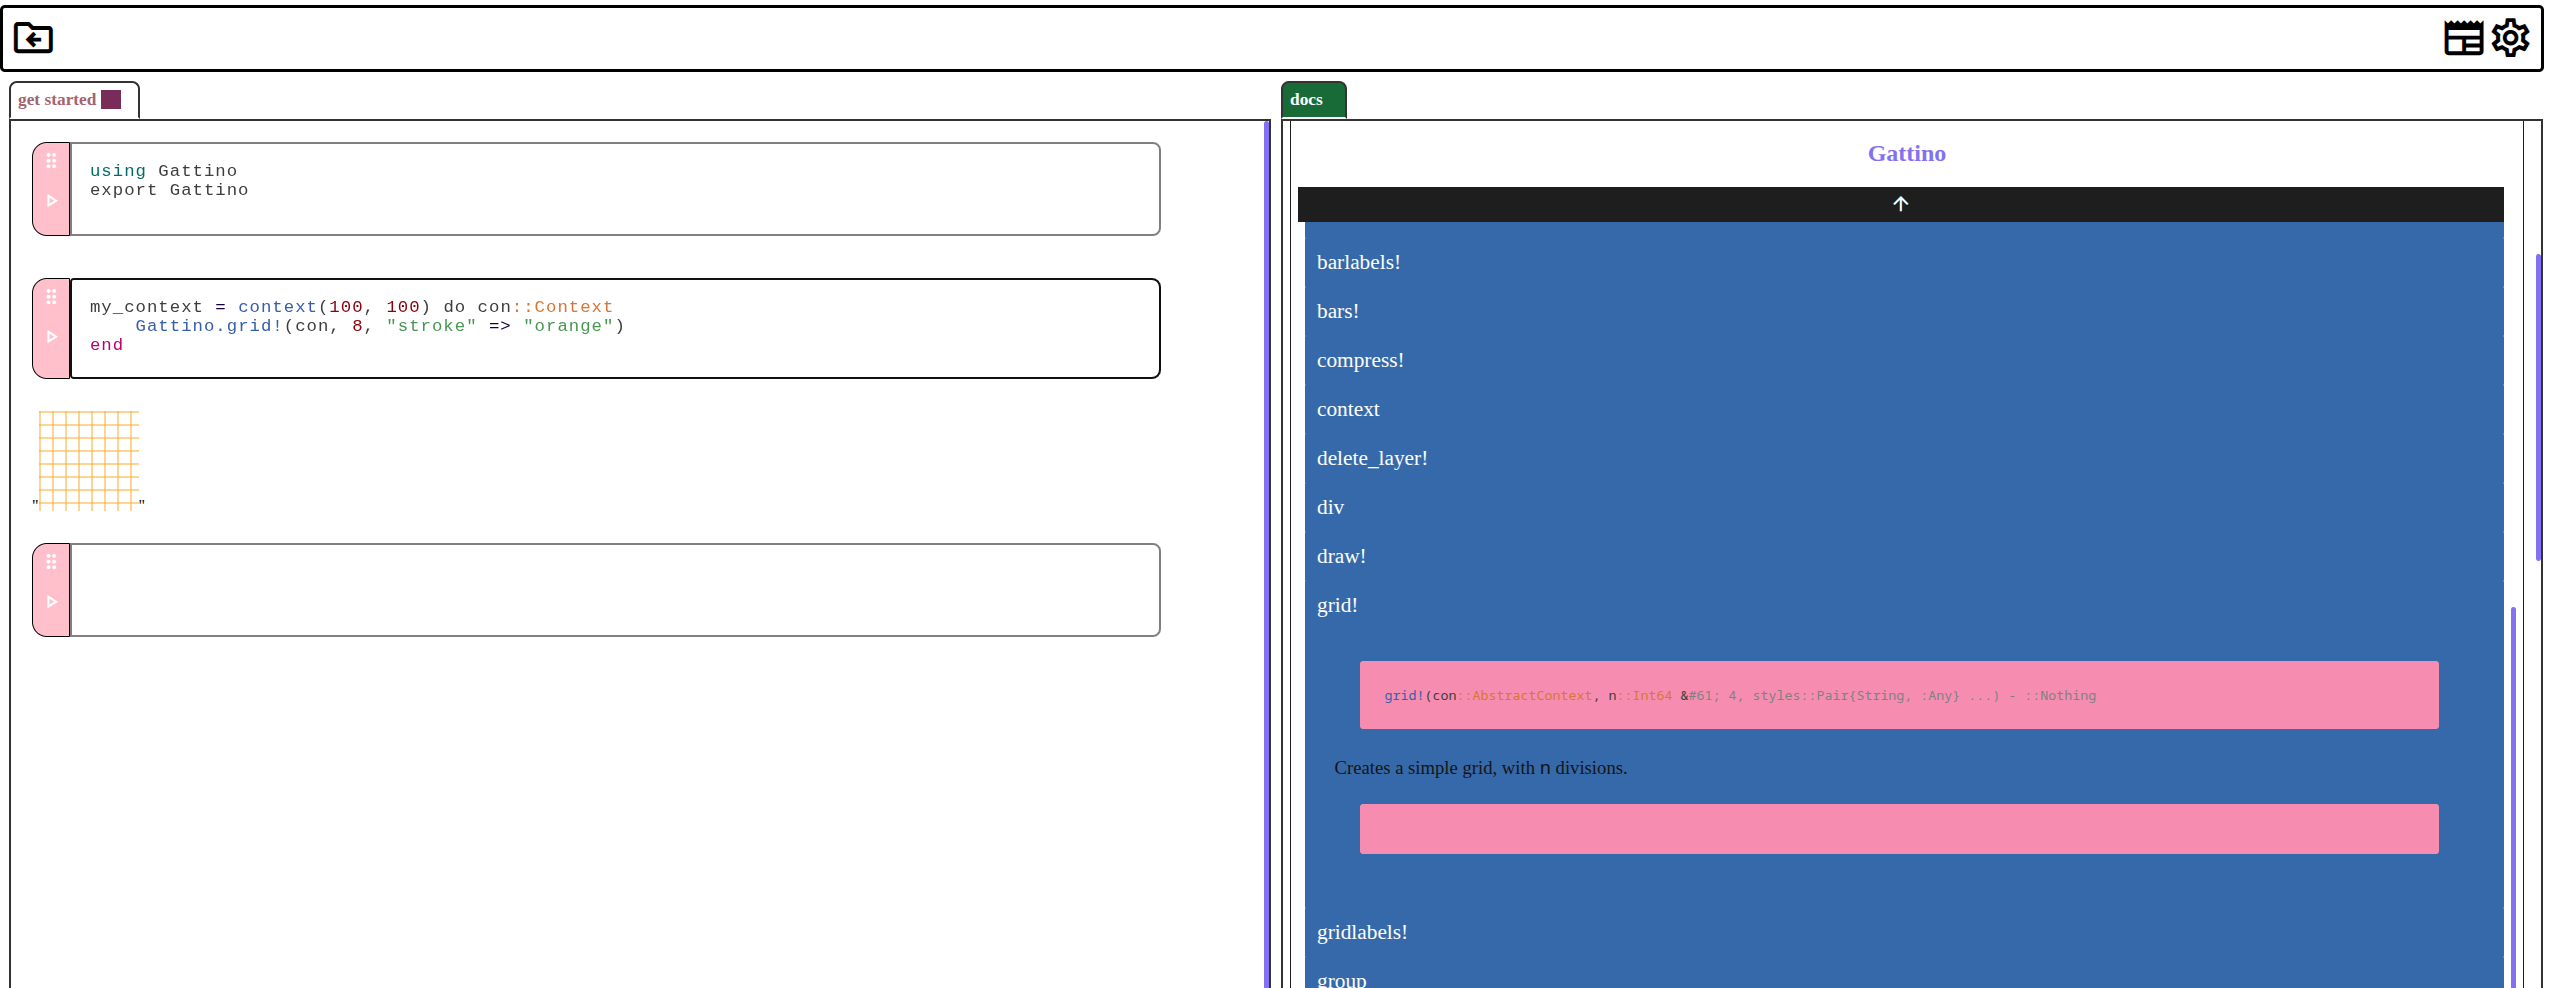 get started
docs
using Gattino
export Gattino
my_context = context(100, 100) do con::Context
    Gattino.grid!(con, 8, "stroke" => "orange")
end
" "
Gattino
barlabels!
bars!
compress!
context
delete_layer!
div
draw!
grid!
grid!(con::AbstractContext, n::Int64 &#61; 4, styles::Pair{String, :Any} ...) - ::Nothing
Creates a simple grid, with n divisions.
gridlabels!
group